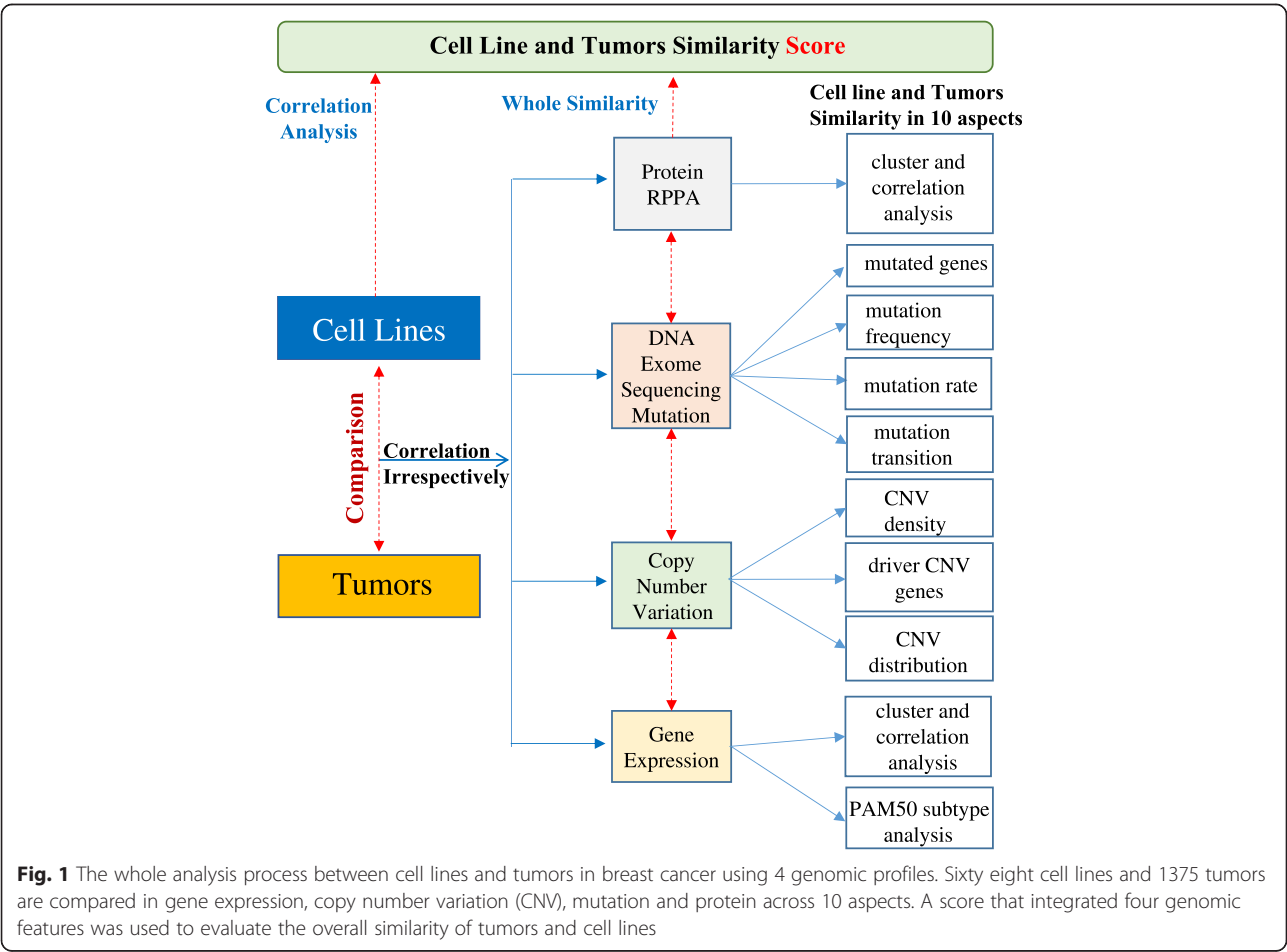 Cell Line and Tumors Similarity Score
Correlation
Analysis
Whole Similarity
Cell line and Tumors
Similarity in 10 aspects
Protein
RPPA
cluster and
correlation
analysis
Cell Lines
DNA
Exome
Sequencing
Mutation
mutated genes
mutation
frequency
mutation rate
mutation
transition
Comparison
Correlation
Irrespectively
Tumors
Copy
Number
Variation
CNV
density
driver CNV
genes
CNV
distribution
Gene
Expression
cluster and
correlation
analysis
PAM50 subtype
analysis
Fig. 1 The whole analysis process between cell lines and tumors in breast cancer using 4 genomic profiles. Sixty eight cell lines and 1375 tumors
are compared in gene expression, copy number variation (CNV), mutation and protein across 10 aspects. A score that integrated four genomic
features was used to evaluate the overall similarity of tumors and cell lines